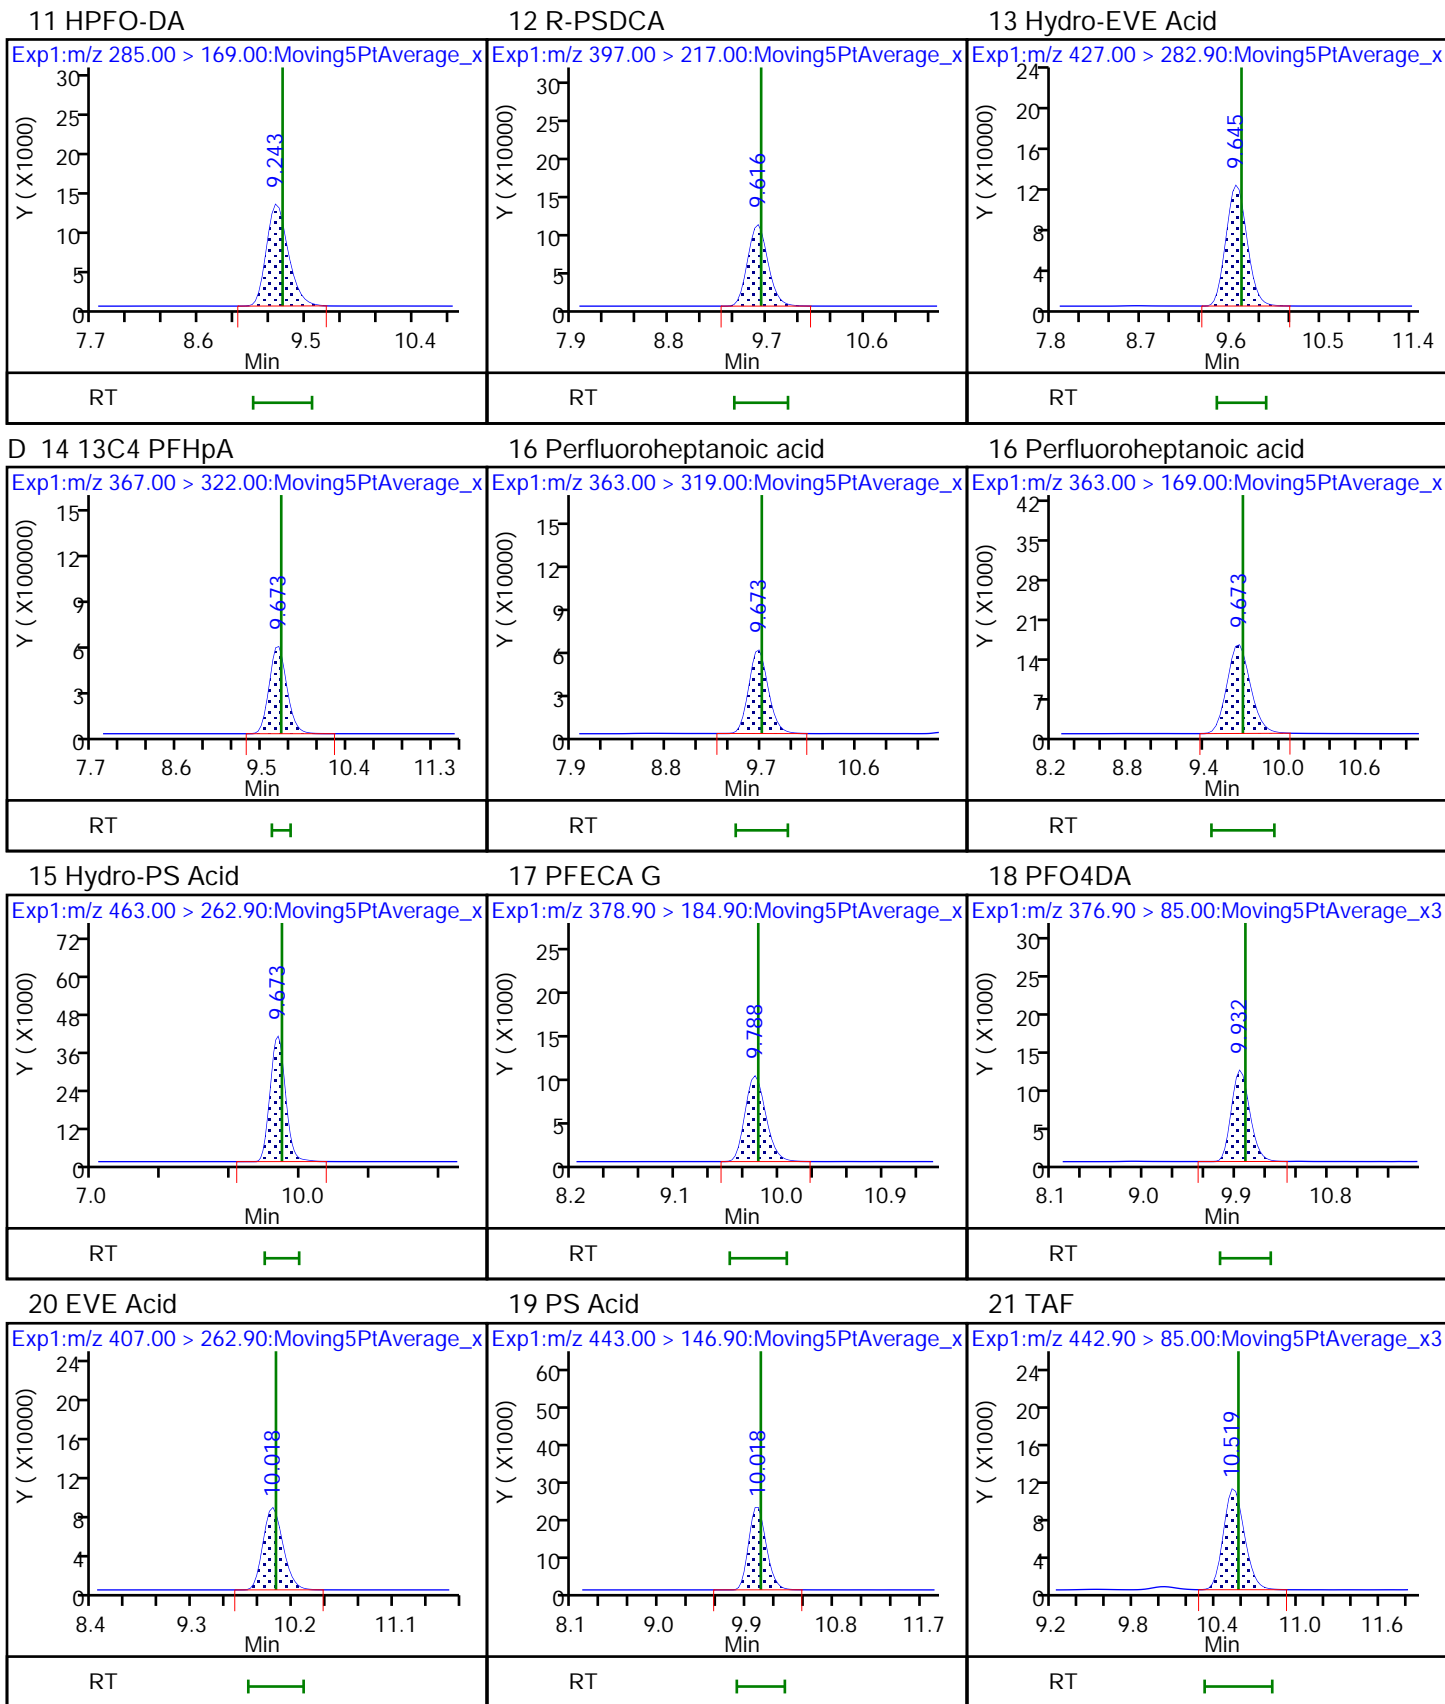 11 HPFO-DA
Exp1:m/z 285.00 > 169.00:Moving5PtAverage_x
Y ( X1000)
30
25
20
15
10
5
0
9.243
7.7 8.6 9.5 10.4
Min
RT
12 R-PSDCA
Exp1:m/z 397.00 > 217.00:Moving5PtAverage_x
Y ( X10000)
30
25
20
15
10
5
0
9.616
7.9 8.8 9.7 10.6
Min
RT
13 Hydro-EVE Acid
Exp1:m/z 427.00 > 282.90:Moving5PtAverage_x
Y ( X10000)
24
20
16
12
8
4
0
9.645
7.8 8.7 9.6 10.5 11.4
Min
RT
D 14 13C4 PFHpA
Exp1:m/z 367.00 > 322.00:Moving5PtAverage_x
Y ( X100000)
15
12
9
6
3
0
9.673
7.7 8.6 9.5 10.4 11.3
Min
RT
16 Perfluoroheptanoic acid
Exp1:m/z 363.00 > 319.00:Moving5PtAverage_x
Y ( X10000)
15
12
9
6
3
0
9.673
7.9 8.8 9.7 10.6
Min
RT
16 Perfluoroheptanoic acid
Exp1:m/z 363.00 > 169.00:Moving5PtAverage_x
Y ( X1000)
42
35
28
21
14
7
0
9.673
8.2 8.8 9.4 10.0 10.6
Min
RT
15 Hydro-PS Acid
Exp1:m/z 463.00 > 262.90:Moving5PtAverage_x
Y ( X1000)
72
60
48
36
24
12
0
9.673
7.0 10.0
Min
RT
17 PFECA G
Exp1:m/z 378.90 > 184.90:Moving5PtAverage_x
Y ( X1000)
25
20
15
10
5
0
9.788
8.2 9.1 10.0 10.9
Min
RT
18 PFO4DA
Exp1:m/z 376.90 > 85.00:Moving5PtAverage_x3
Y ( X1000)
30
25
20
15
10
5
0
9.932
8.1 9.0 9.9 10.8
Min
RT
20 EVE Acid
Exp1:m/z 407.00 > 262.90:Moving5PtAverage_x
Y ( X10000)
24
20
16
12
8
4
0
10.018
8.4 9.3 10.2 11.1
Min
RT
19 PS Acid
Exp1:m/z 443.00 > 146.90:Moving5PtAverage_x
Y ( X1000)
60
50
40
30
20
10
0
10.018
8.1 9.0 9.9 10.8 11.7
Min
RT
21 TAF
Exp1:m/z 442.90 > 85.00:Moving5PtAverage_x3
Y ( X1000)
24
20
16
12
8
4
0
10.519
9.2 9.8 10.4 11.0 11.6
Min
RT